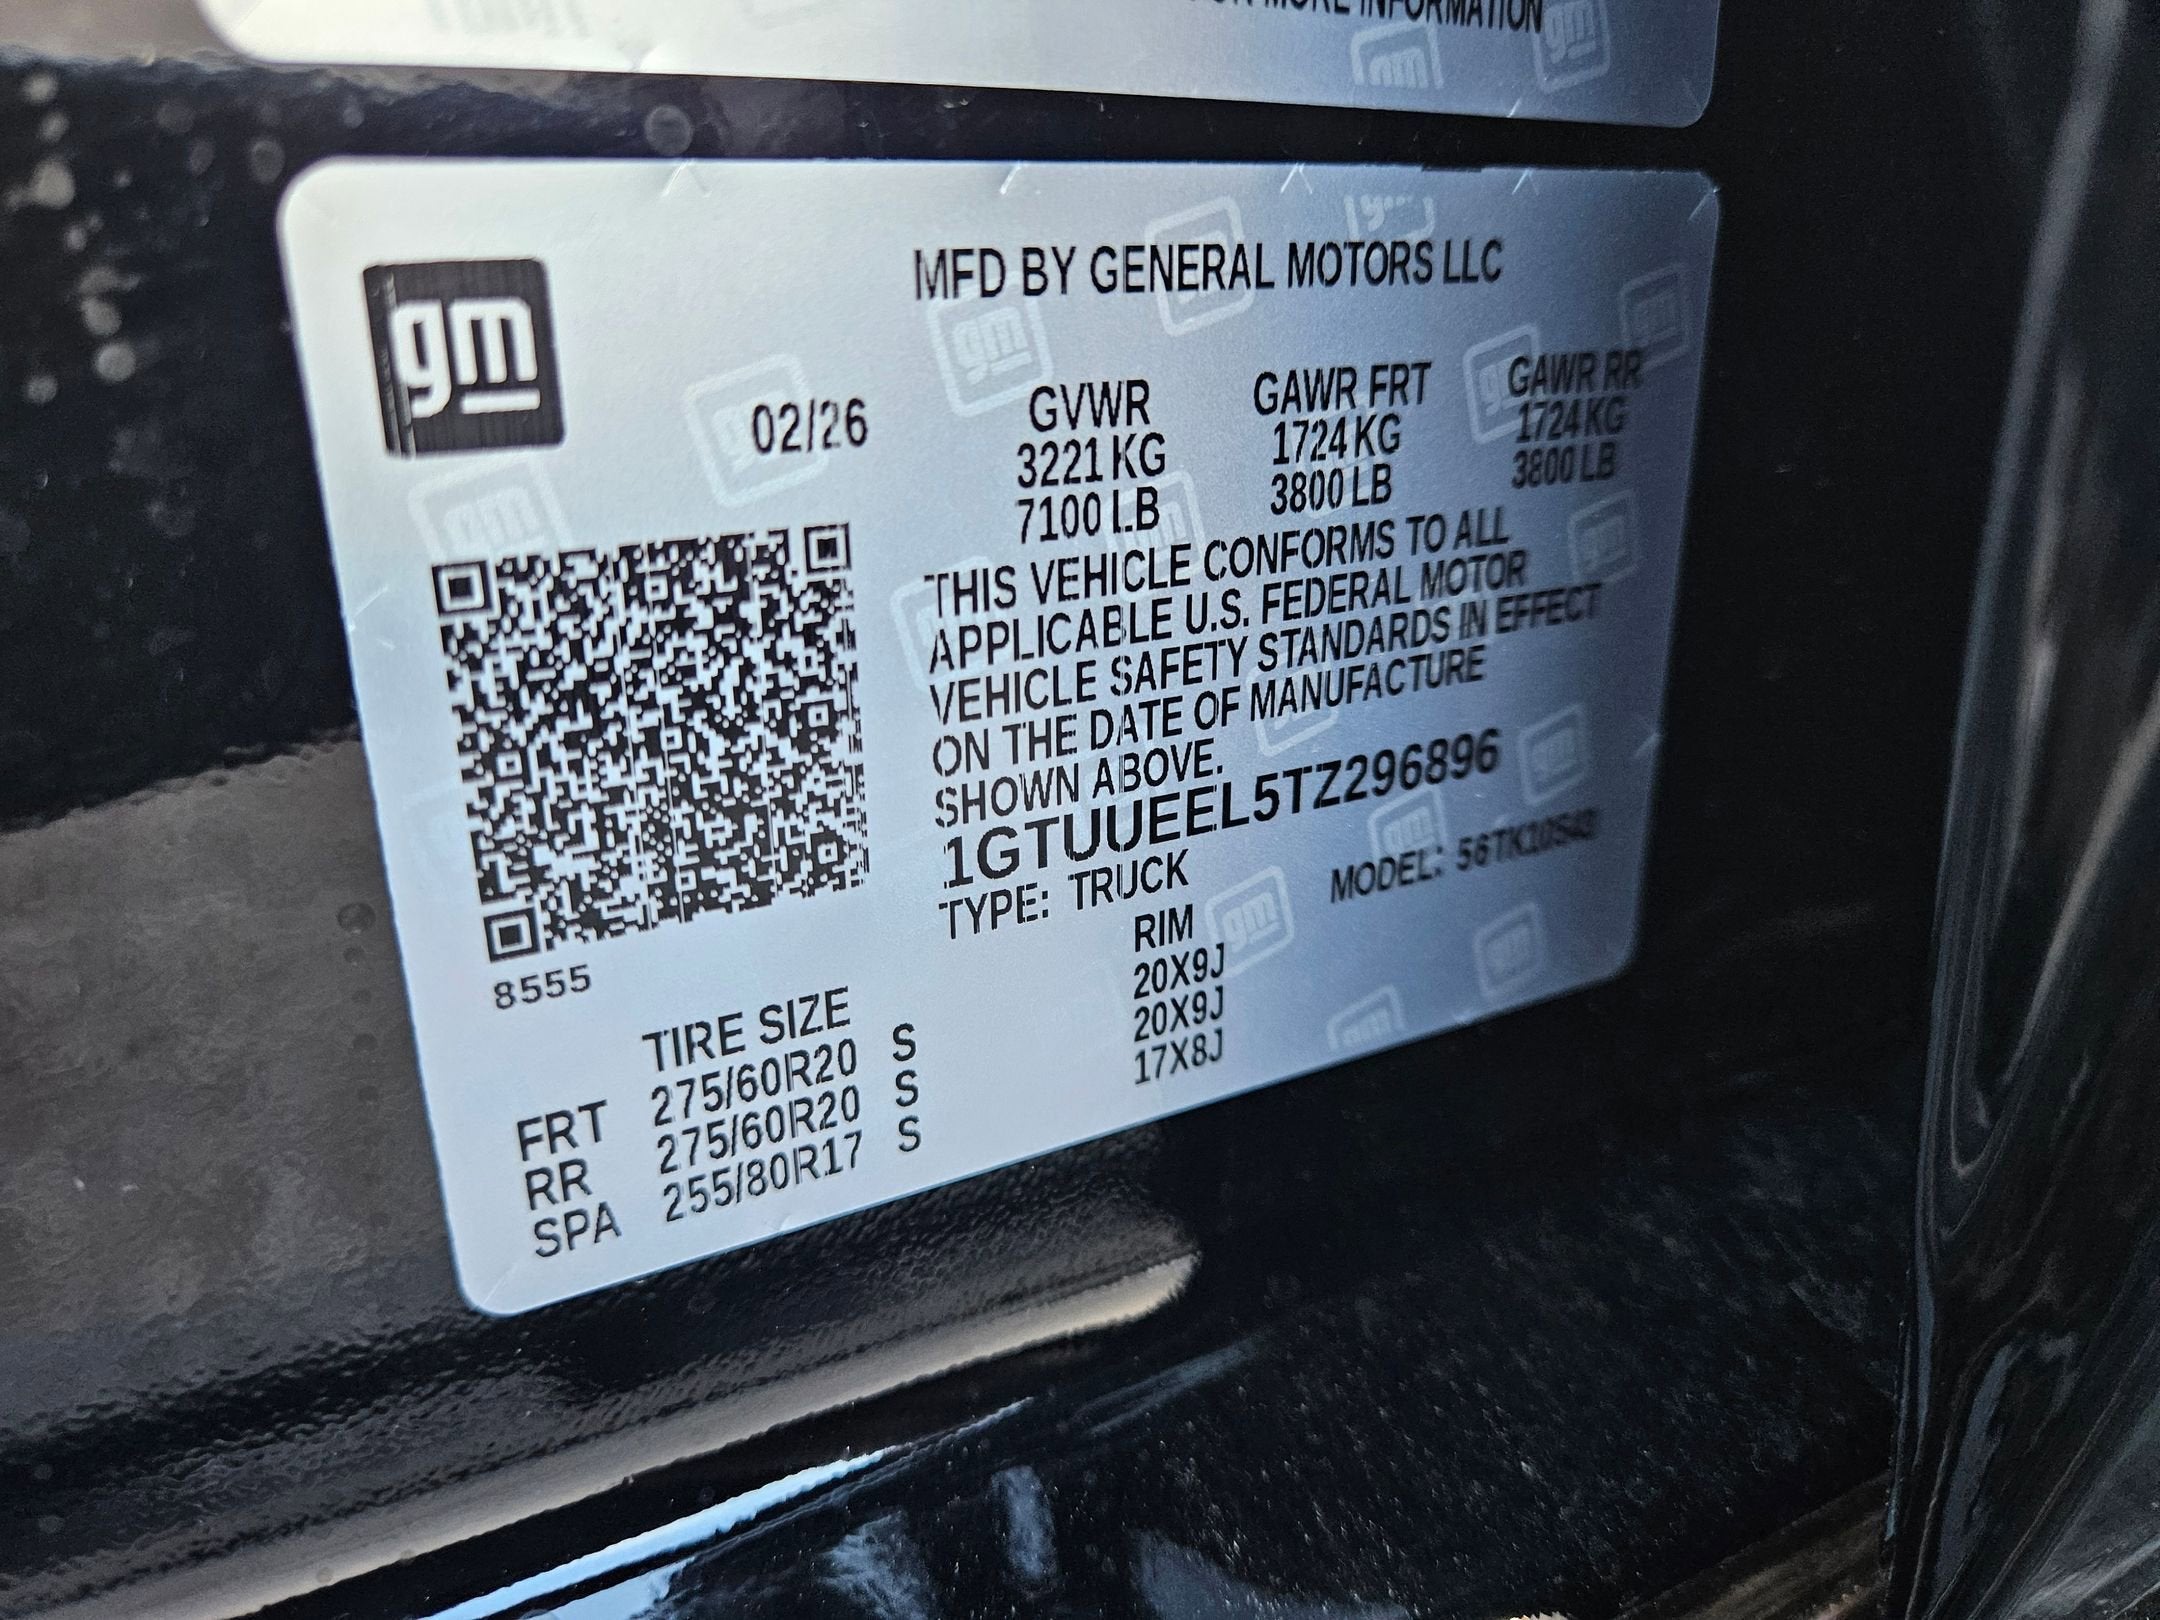 MORE INFORMATION
gm
MFD BY GENERAL MOTORS LLC
02/26
GVWR GAWR FRT GAWR RR
3221 KG 1724 KG 1724 KG
7100 LB 3800 LB 3800 LB
THIS VEHICLE CONFORMS TO ALL
APPLICABLE U.S. FEDERAL MOTOR
VEHICLE SAFETY STANDARDS IN EFFECT
ON THE DATE OF MANUFACTURE
SHOWN ABOVE.
1GTUUEEL5TZ296896
TYPE: TRUCK MODEL:
8555
TIRE SIZE RIM
FRT 275/60R20 S 20X9J
RR 275/60R20 S 20X9J
SPA 255/80R17 S 17X8J